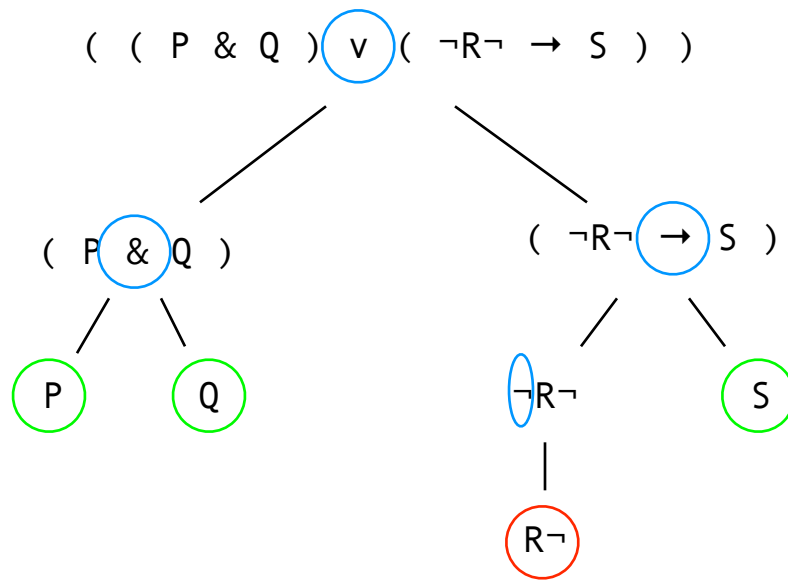 ( ( P & Q ) v ( ¬R¬ → S ) )
( P & Q ) ( ¬R¬ → S )
P Q ¬R¬ S
R¬